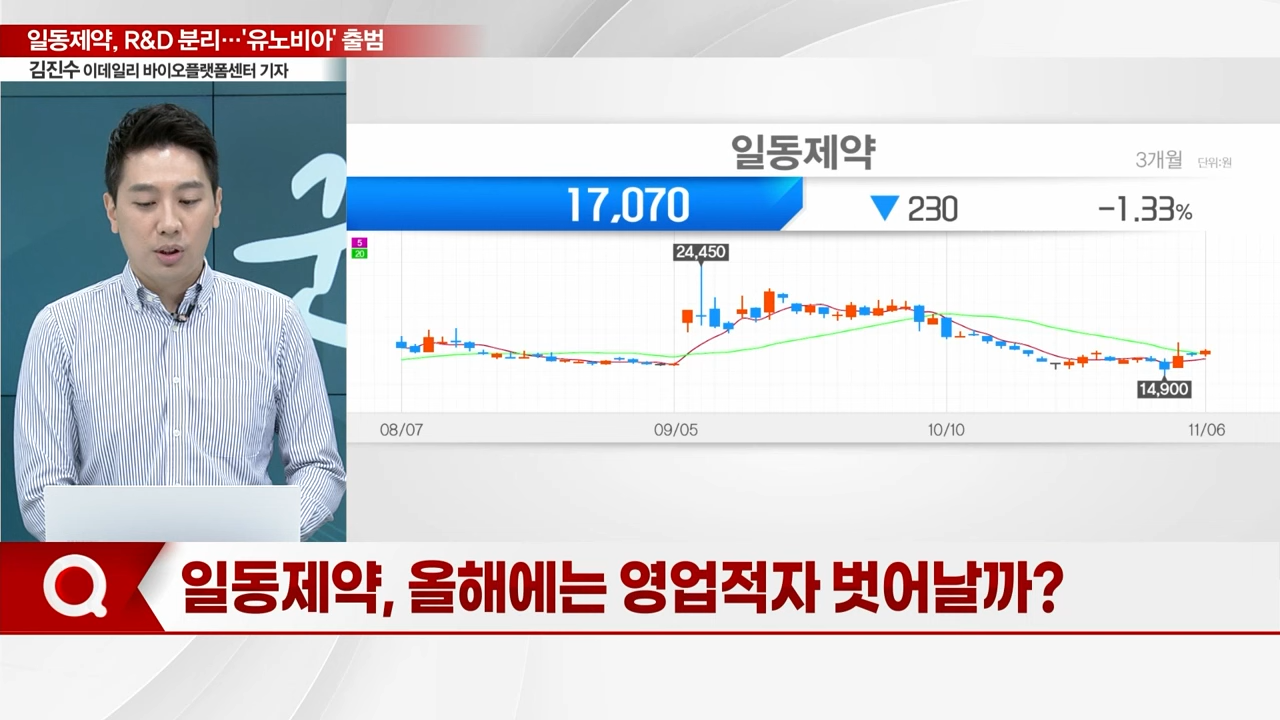 일동제약, R&D 분리…'유노비아' 출범
김진수 이데일리 바이오플랫폼센터 기자
일동제약
3개월 단위:원
17,070 ▼ 230 -1.33%
5
20
24,450
14,900
08/07 09/05 10/10 11/06
Q 일동제약, 올해에는 영업적자 벗어날까?